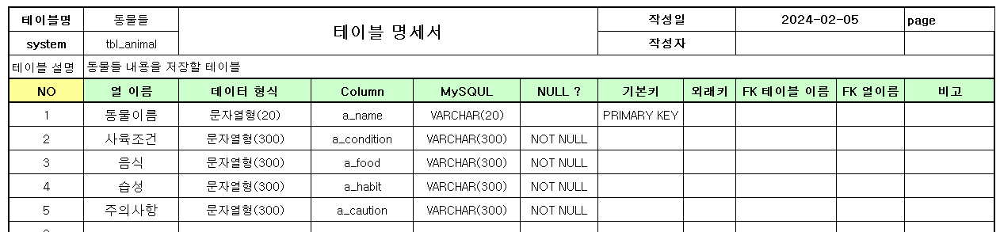 테이블명 동물들 테이블 명세서 작성일 2024-02-05 page
system tbl_animal 작성자
테이블 설명 동물들 내용을 저장할 테이블
NO 열 이름 데이터 형식 Column MySQUL NULL ? 기본키 외래키 FK 테이블 이름 FK 열이름 비고
1 동물이름 문자열형(20) a_name VARCHAR(20) PRIMARY KEY
2 사육조건 문자열형(300) a_condition VARCHAR(300) NOT NULL
3 음식 문자열형(300) a_food VARCHAR(300) NOT NULL
4 습성 문자열형(300) a_habit VARCHAR(300) NOT NULL
5 주의사항 문자열형(300) a_caution VARCHAR(300) NOT NULL